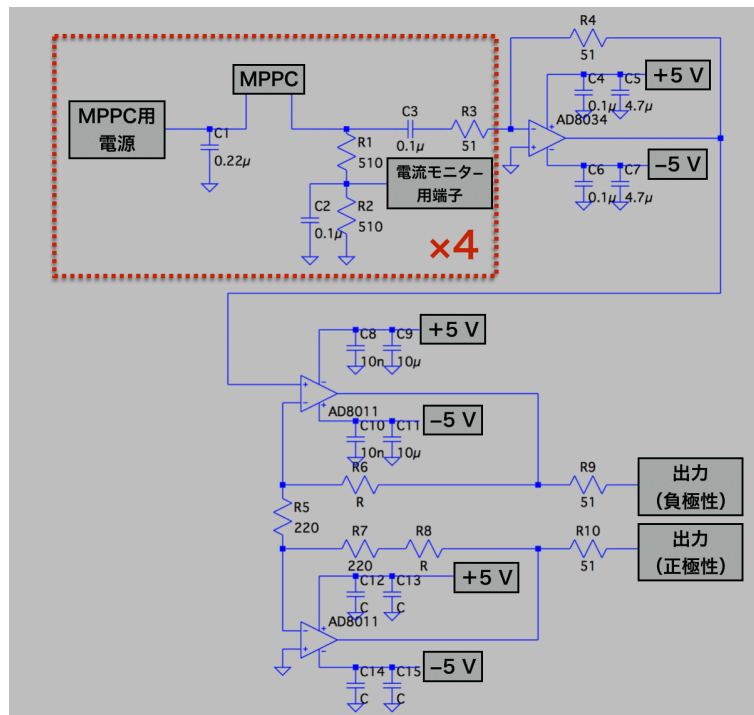 R4
51
MPPC
C4
C5
+5 V
0.1μ
4.7μ
MPPC用
電源
C1
0.22μ
C3
0.1μ
R3
51
AD8034
R1
510
電流モニター
用端子
C6
C7
−5 V
0.1μ
4.7μ
C2
0.1μ
R2
510
×4
C8
C9
+5 V
10n
10μ
AD8011
C10
C11
−5 V
10n
10μ
R6
R
R9
51
出力
(負極性)
R5
220
R7
220
R8
R
R10
51
出力
(正極性)
C12
C13
+5 V
C
C
AD8011
C14
C15
−5 V
C
C